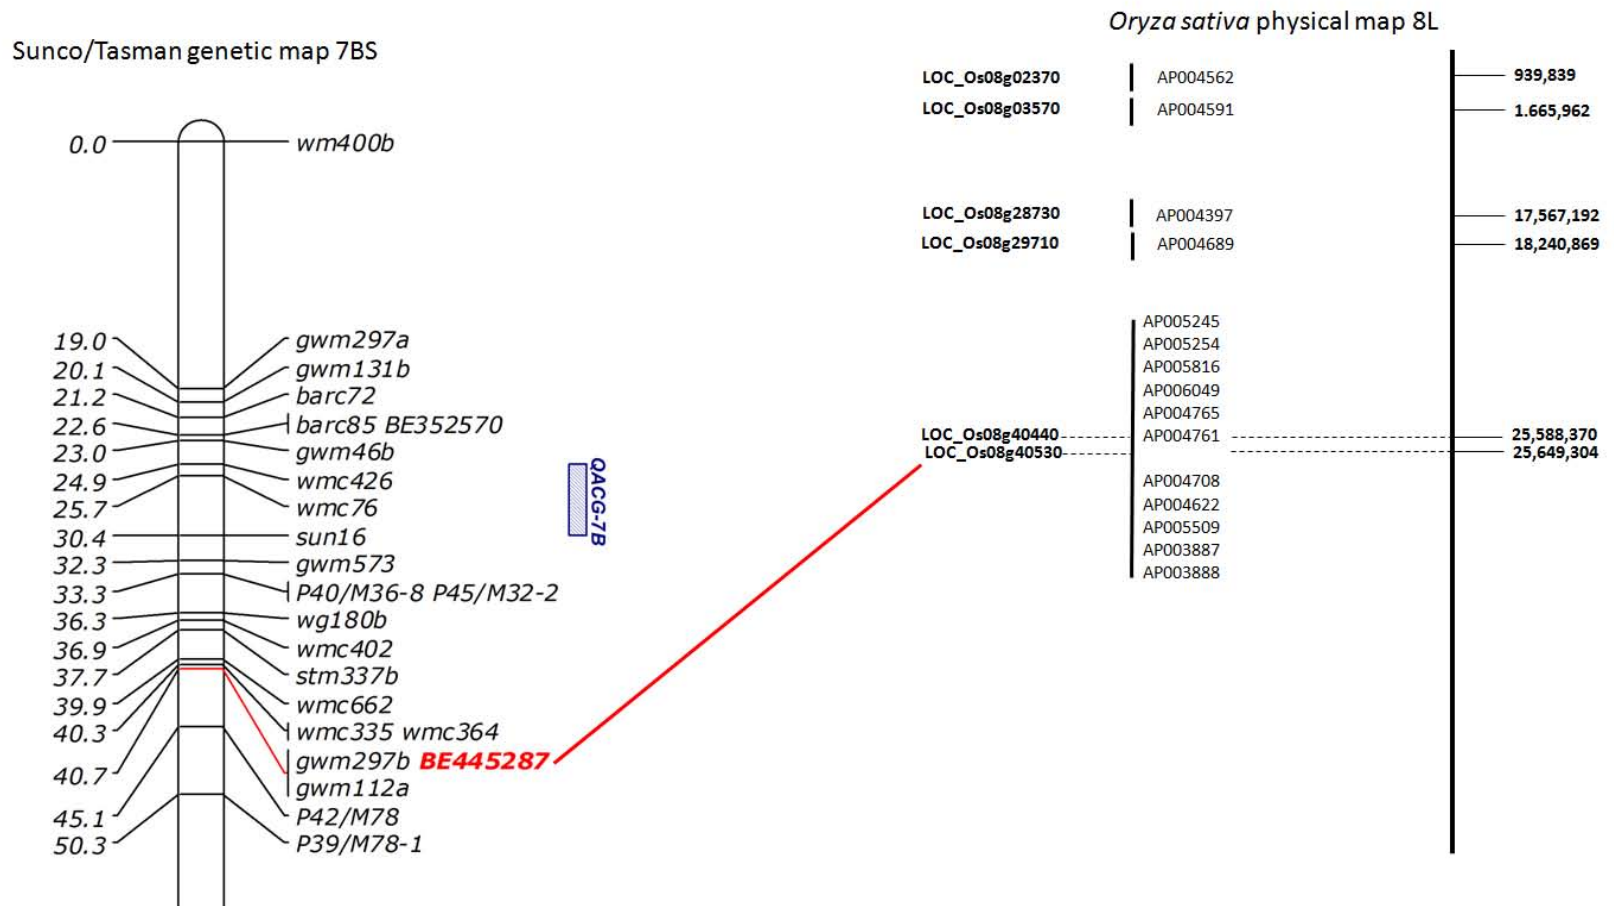 Oryza sativa physical map 8L
Sunco/Tasman genetic map 7BS
0.0 wm400b
19.0 gwm297a
20.1 gwm131b
21.2 barc72
22.6 barc85 BE352570
23.0 gwm46b
24.9 wmc426
25.7 wmc76
30.4 sun16
32.3 gwm573
33.3 P40/M36-8 P45/M32-2
36.3 wg180b
36.9 wmc402
37.7 stm337b
39.9 wmc662
40.3 wmc335 wmc364
40.7 gwm297b BE445287
gwm112a
45.1 P42/M78
50.3 P39/M78-1
QACG-7B
LOC_Os08g02370 AP004562 939,839
LOC_Os08g03570 AP004591 1.665,962
LOC_Os08g28730 AP004397 17,567,192
LOC_Os08g29710 AP004689 18,240,869
AP005245
AP005254
AP005816
AP006049
AP004765
LOC_Os08g40440 AP004761 25,588,370
LOC_Os08g40530 25,649,304
AP004708
AP004622
AP005509
AP003887
AP003888